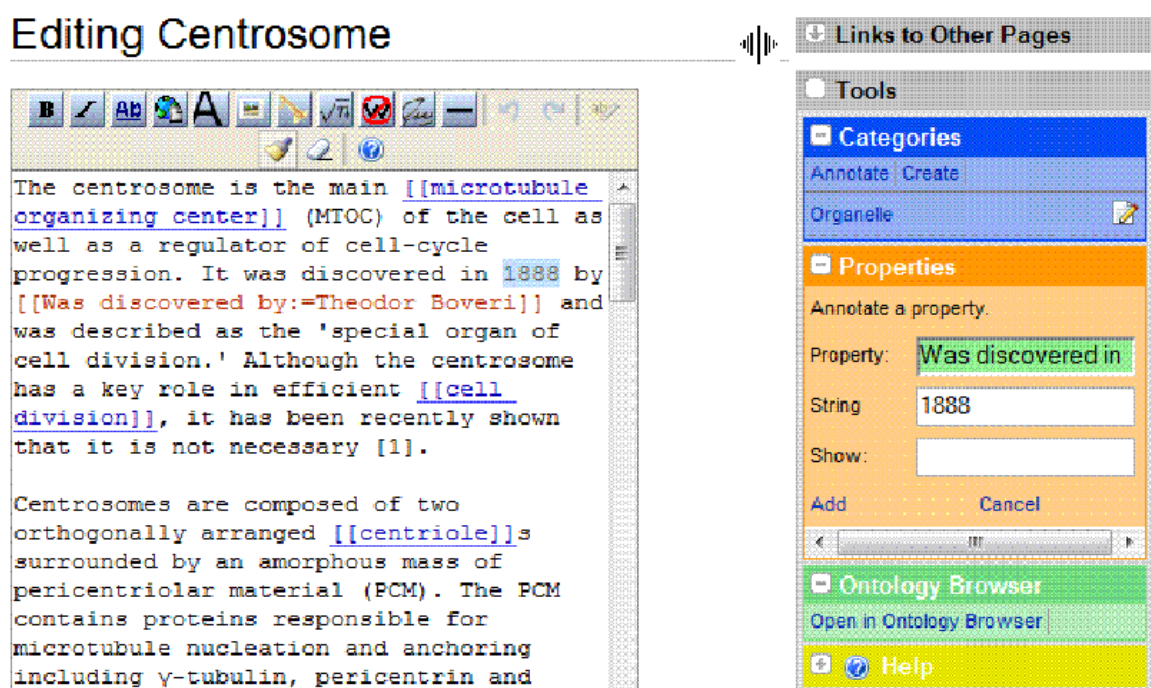 Editing Centrosome
The centrosome is the main [[microtubule
organizing center]] (MTOC) of the cell as
well as a regulator of cell-cycle
progression. It was discovered in 1888 by
[[Was discovered by:=Theodor Boveri]] and
was described as the 'special organ of
cell division.' Although the centrosome
has a key role in efficient [[cell
division]], it has been recently shown
that it is not necessary [1].
Centrosomes are composed of two
orthogonally arranged [[centriole]]s
surrounded by an amorphous mass of
pericentriolar material (PCM). The PCM
contains proteins responsible for
microtubule nucleation and anchoring
including γ-tubulin, pericentrin and
Links to Other Pages
Tools
Categories
Annotate Create
Organelle
Properties
Annotate a property.
Property: Was discovered in
String 1888
Show:
Add Cancel
Ontology Browser
Open in Ontology Browser
Help